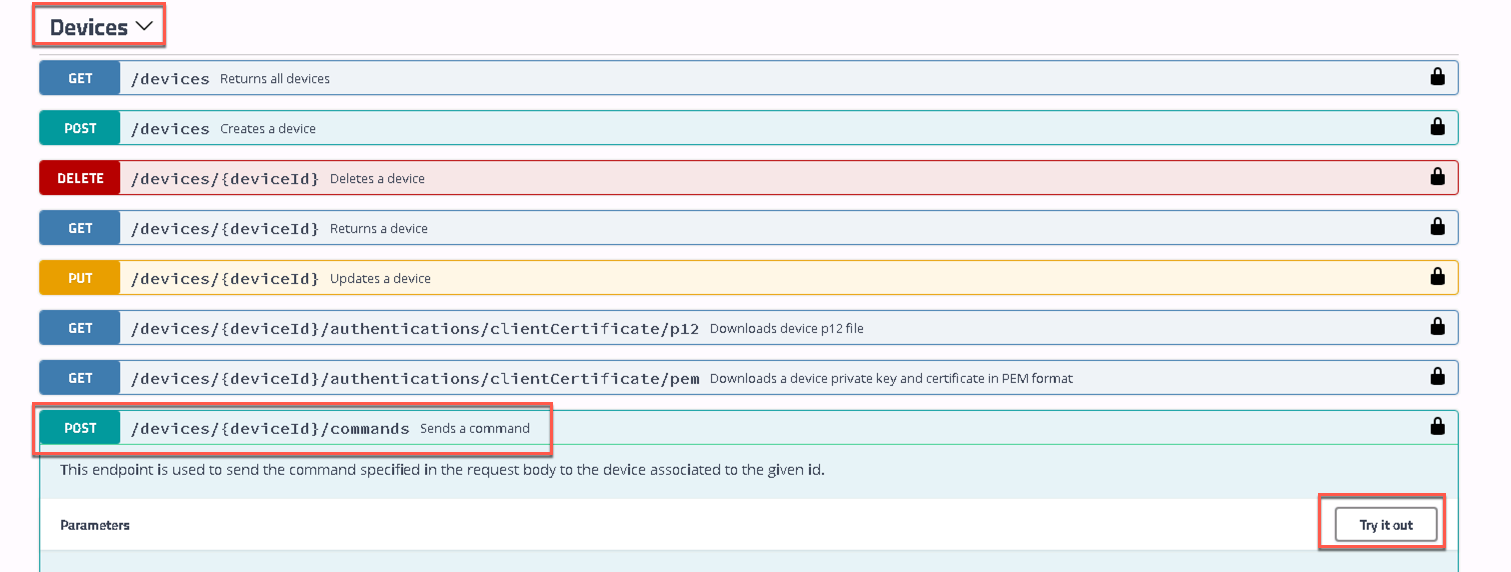 Devices
GET /devices Returns all devices
POST /devices Creates a device
DELETE /devices/{deviceId} Deletes a device
GET /devices/{deviceId} Returns a device
PUT /devices/{deviceId} Updates a device
GET /devices/{deviceId}/authentications/clientCertificate/p12 Downloads device p12 file
GET /devices/{deviceId}/authentications/clientCertificate/pem Downloads a device private key and certificate in PEM format
POST /devices/{deviceId}/commands Sends a command
This endpoint is used to send the command specified in the request body to the device associated to the given id.
Parameters Try it out